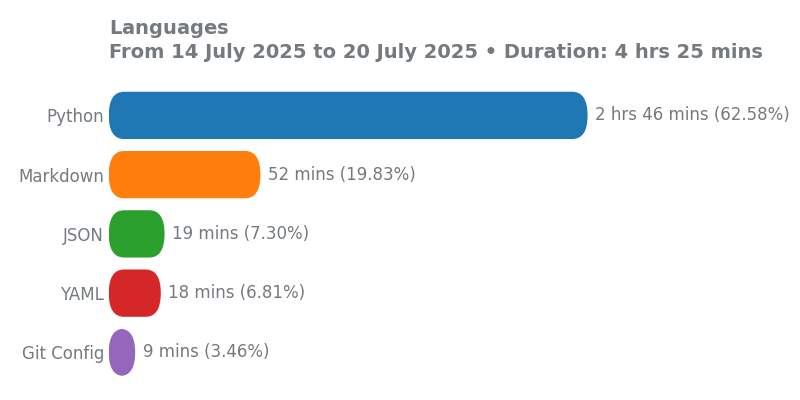 Languages
From 14 July 2025 to 20 July 2025 • Duration: 4 hrs 25 mins
Python 2 hrs 46 mins (62.58%)
Markdown 52 mins (19.83%)
JSON 19 mins (7.30%)
YAML 18 mins (6.81%)
Git Config 9 mins (3.46%)